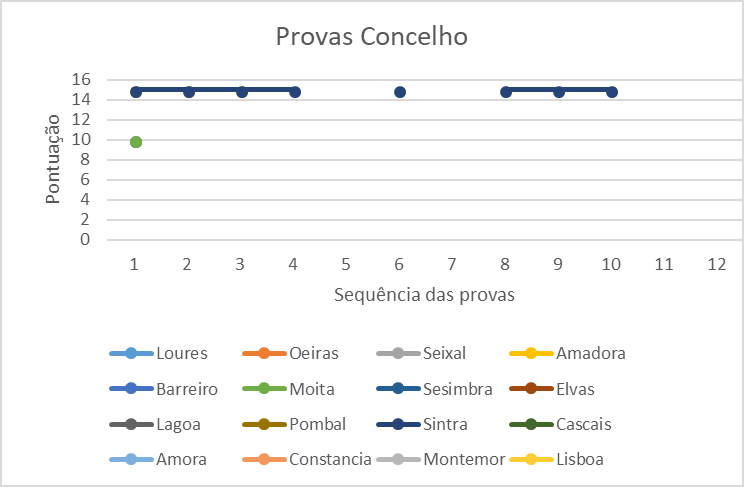 Provas Concelho
16
14
12
10
8
6
4
2
0
Pontuação
1 2 3 4 5 6 7 8 9 10 11 12
Sequência das provas
Loures Oeiras Seixal Amadora
Barreiro Moita Sesimbra Elvas
Lagoa Pombal Sintra Cascais
Amora Constancia Montemor Lisboa